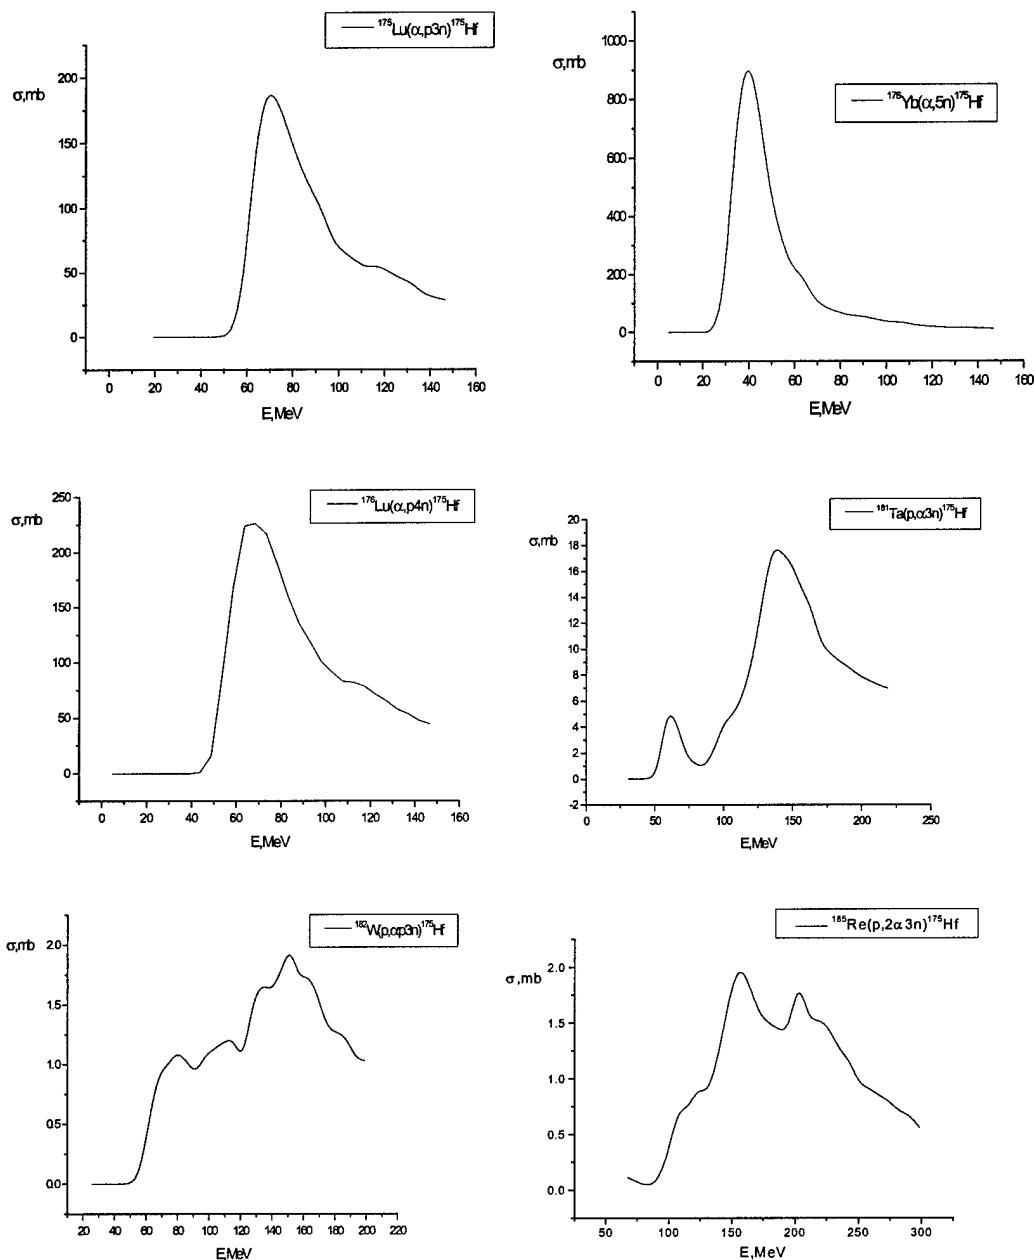 ¹⁷⁵Lu(α,p3n)¹⁷⁵Hf
σ,mb
200
150
100
50
0
0 20 40 60 80 100 120 140 160
E,MeV
¹⁷⁶Yb(α,5n)¹⁷⁵Hf
σ,mb
1000
800
600
400
200
0
0 20 40 60 80 100 120 140 160
E,MeV
¹⁷⁶Lu(α,p4n)¹⁷⁵Hf
σ,mb
250
200
150
100
50
0
0 20 40 60 80 100 120 140 160
E,MeV
¹⁸¹Ta(p,α3n)¹⁷⁵Hf
σ,mb
20
18
16
14
12
10
8
6
4
2
0
-2
0 50 100 150 200 250
E,MeV
¹⁸²W(p,αp3n)¹⁷⁵Hf
σ,mb
2.0
1.5
1.0
0.5
0.0
20 40 60 80 100 120 140 160 180 200 220
E,MeV
¹⁸⁵Re(p,2α3n)¹⁷⁵Hf
σ,mb
2.0
1.5
1.0
0.5
0.0
50 100 150 200 250 300
E,MeV